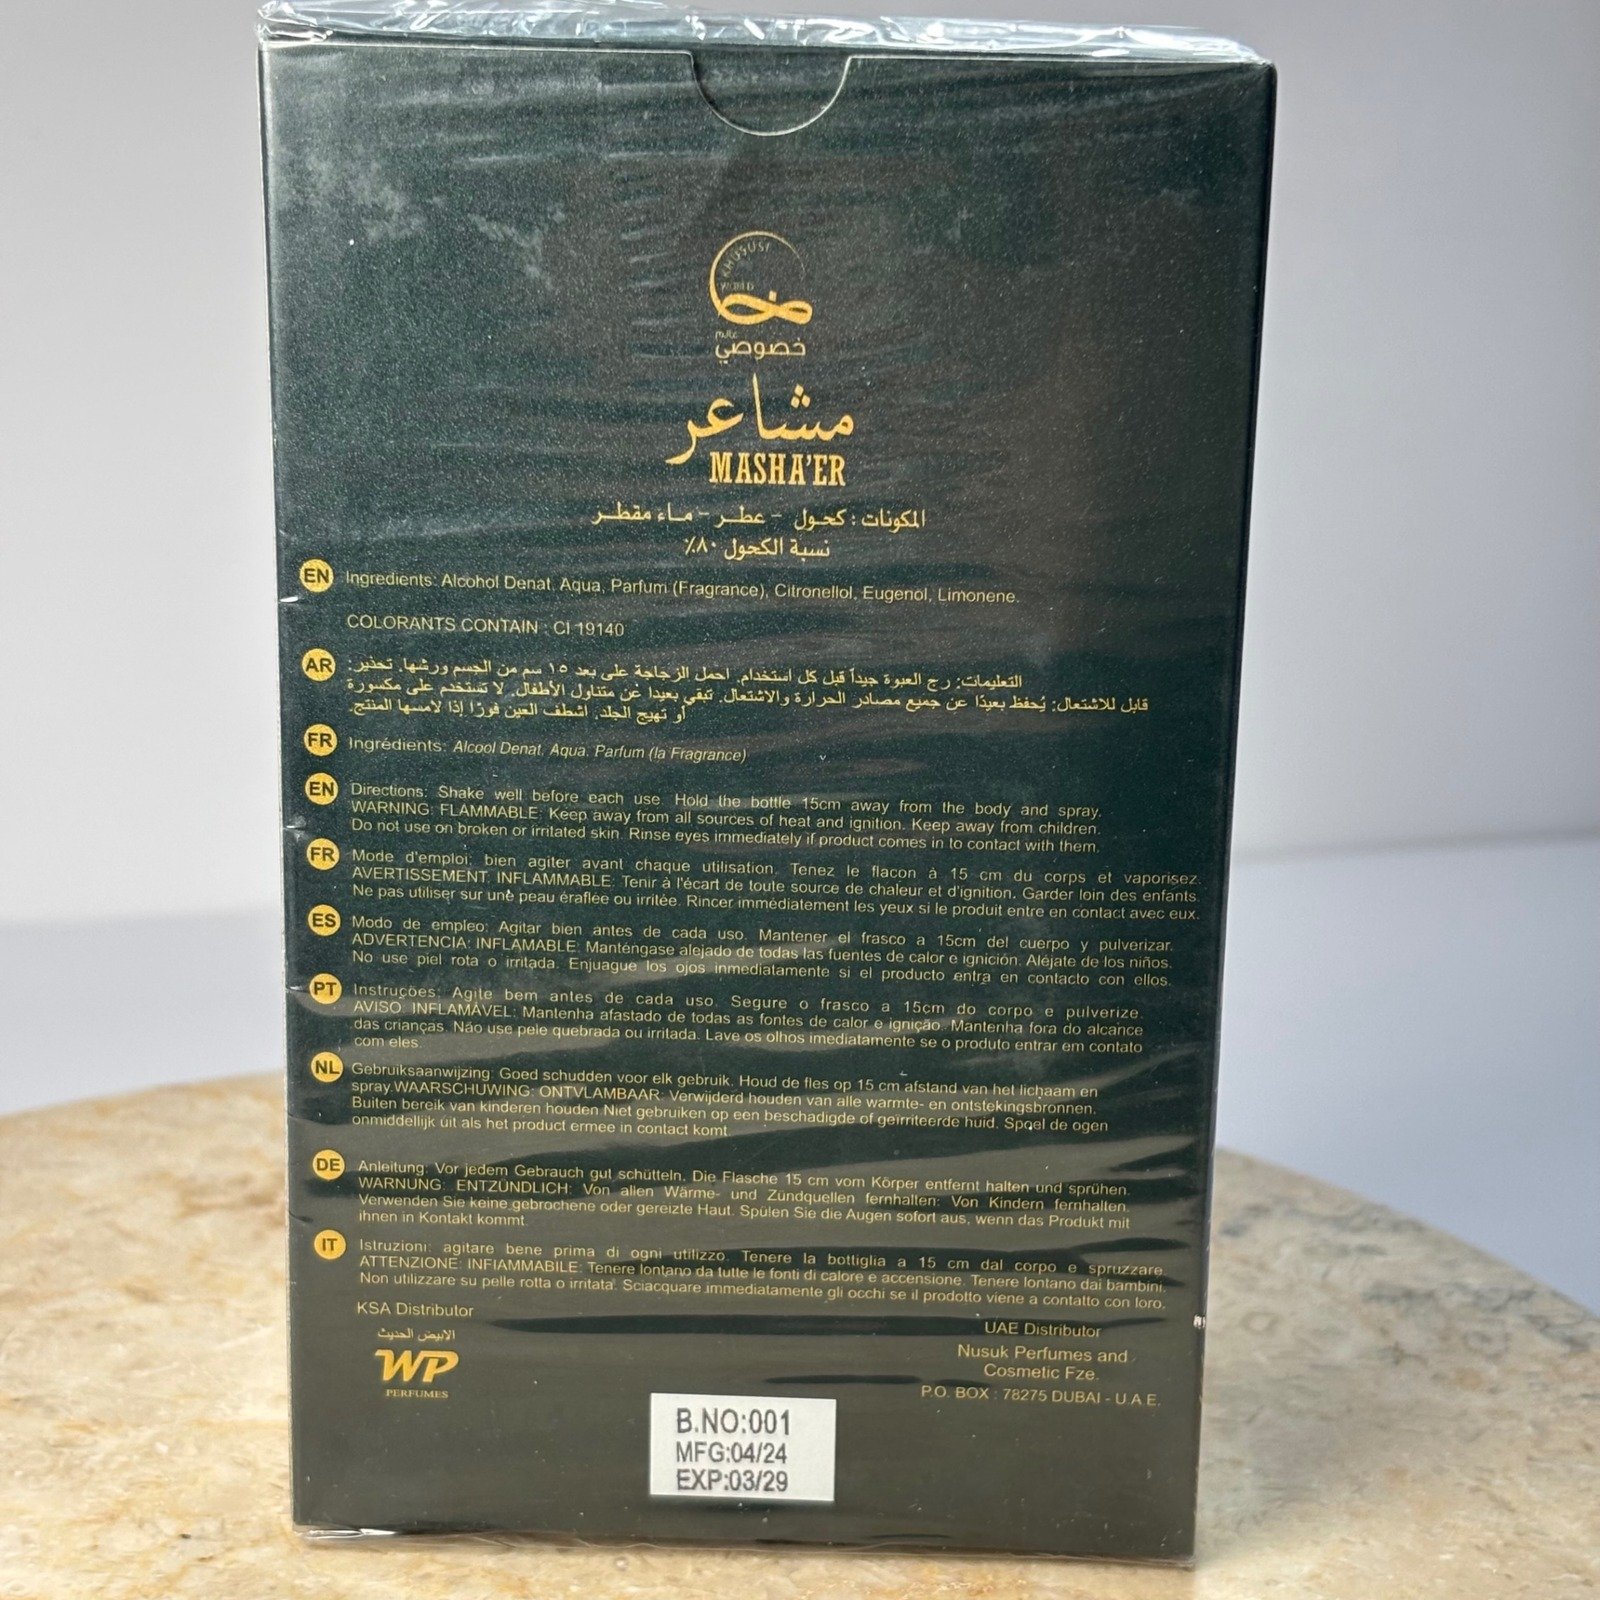 KHUSUSI
WORLD
عالم
خصوصي
مشاعر
MASHA'ER
المكونات : كحول - عطر - ماء مقطر
نسبة الكحول ٨٠٪
EN Ingredients: Alcohol Denat, Aqua, Parfum (Fragrance), Citronellol, Eugenol, Limonene.
COLORANTS CONTAIN : CI 19140
AR التعليمات: رج العبوة جيداً قبل كل استخدام. احمل الزجاجة على بعد ١٥ سم من الجسم ورشها. تحذير:
قابل للاشتعال: يُحفظ بعيدًا عن جميع مصادر الحرارة والاشتعال. تبقي بعيدا عن متناول الأطفال. لا تستخدم على مكسورة
أو تهيج الجلد. اشطف العين فورًا إذا لامسها المنتج.
FR Ingrédients: Alcool Denat, Aqua. Parfum (la Fragrance)
EN Directions: Shake well before each use. Hold the bottle 15cm away from the body and spray.
WARNING: FLAMMABLE: Keep away from all sources of heat and ignition. Keep away from children.
Do not use on broken or irritated skin. Rinse eyes immediately if product comes in to contact with them.
FR Mode d'emploi: bien agiter avant chaque utilisation. Tenez le flacon à 15 cm du corps et vaporisez.
AVERTISSEMENT: INFLAMMABLE: Tenir à l'écart de toute source de chaleur et d'ignition. Garder loin des enfants.
Ne pas utiliser sur une peau éraflée ou irritée. Rincer immédiatement les yeux si le produit entre en contact avec eux.
ES Modo de empleo: Agitar bien antes de cada uso. Mantener el frasco a 15cm del cuerpo y pulverizar.
ADVERTENCIA: INFLAMABLE: Manténgase alejado de todas las fuentes de calor e ignición. Aléjate de los niños.
No use piel rota o irritada. Enjuague los ojos inmediatamente si el producto entra en contacto con ellos.
PT Instruções: Agite bem antes de cada uso. Segure o frasco a 15cm do corpo e pulverize.
AVISO: INFLAMÁVEL: Mantenha afastado de todas as fontes de calor e ignição. Mantenha fora do alcance
das crianças. Não use pele quebrada ou irritada. Lave os olhos imediatamente se o produto entrar em contato
com eles.
NL Gebruiksaanwijzing: Goed schudden voor elk gebruik. Houd de fles op 15 cm afstand van het lichaam en
spray.WAARSCHUWING: ONTVLAMBAAR: Verwijderd houden van alle warmte- en ontstekingsbronnen.
Buiten bereik van kinderen houden.Niet gebruiken op een beschadigde of geïrriteerde huid. Spoel de ogen
onmiddellijk uit als het product ermee in contact komt.
DE Anleitung: Vor jedem Gebrauch gut schütteln. Die Flasche 15 cm vom Körper entfernt halten und sprühen.
WARNUNG: ENTZÜNDLICH: Von allen Wärme- und Zündquellen fernhalten: Von Kindern fernhalten.
Verwenden Sie keine gebrochene oder gereizte Haut. Spülen Sie die Augen sofort aus, wenn das Produkt mit
ihnen in Kontakt kommt.
IT Istruzioni: agitare bene prima di ogni utilizzo. Tenere la bottiglia a 15 cm dal corpo e spruzzare.
ATTENZIONE: INFIAMMABILE: Tenere lontano da tutte le fonti di calore e accensione. Tenere lontano dai bambini.
Non utilizzare su pelle rotta o irritata. Sciacquare immediatamente gli occhi se il prodotto viene a contatto con loro.
KSA Distributor
الابيض الحديث
WP
PERFUMES
UAE Distributor
Nusuk Perfumes and
Cosmetic Fze.
P.O. BOX : 78275 DUBAI - U.A.E.
B.NO:001
MFG:04/24
EXP:03/29